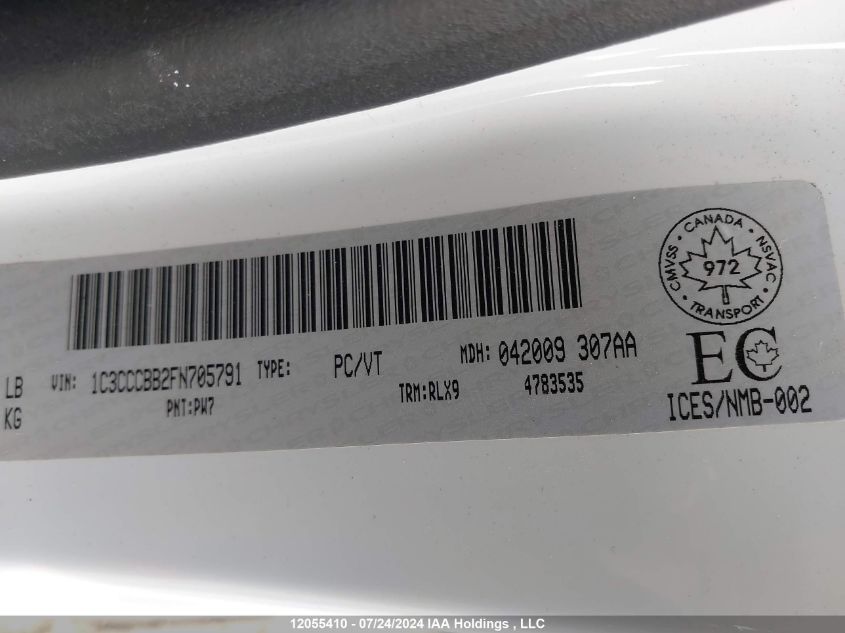 CMVSS • CANADA • NSVAC • TRANSPORT •
972
EC
ICES/NMB-002
LB
KG
VIN: 1C3CCCBB2FN705791 TYPE: PC/VT MDH: 042009 307AA
PNT:PW7 TRM:RLX9 4783535
12055410 - 07/24/2024 IAA Holdings , LLC